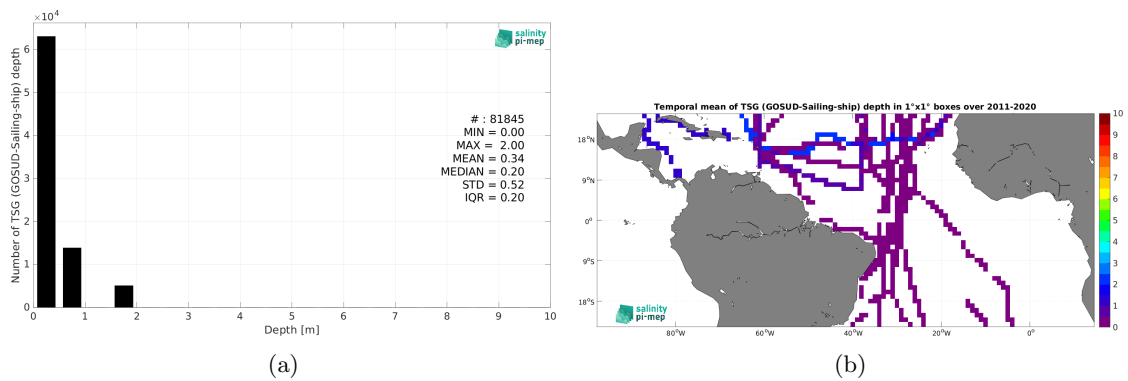 ×10⁴
6
5
4
3
2
1
0
Number of TSG (GOSUD-Sailing-ship) depth
salinity
pi-mep
# : 81845
MIN = 0.00
MAX = 2.00
MEAN = 0.34
MEDIAN = 0.20
STD = 0.52
IQR = 0.20
0 1 2 3 4 5 6 7 8 9 10
Depth [m]
(a)
Temporal mean of TSG (GOSUD-Sailing-ship) depth in 1°x1° boxes over 2011-2020
18°N
9°N
0°
9°S
18°S
80°W 60°W 40°W 20°W 0°
salinity
pi-mep
10
9
8
7
6
5
4
3
2
1
0
(b)